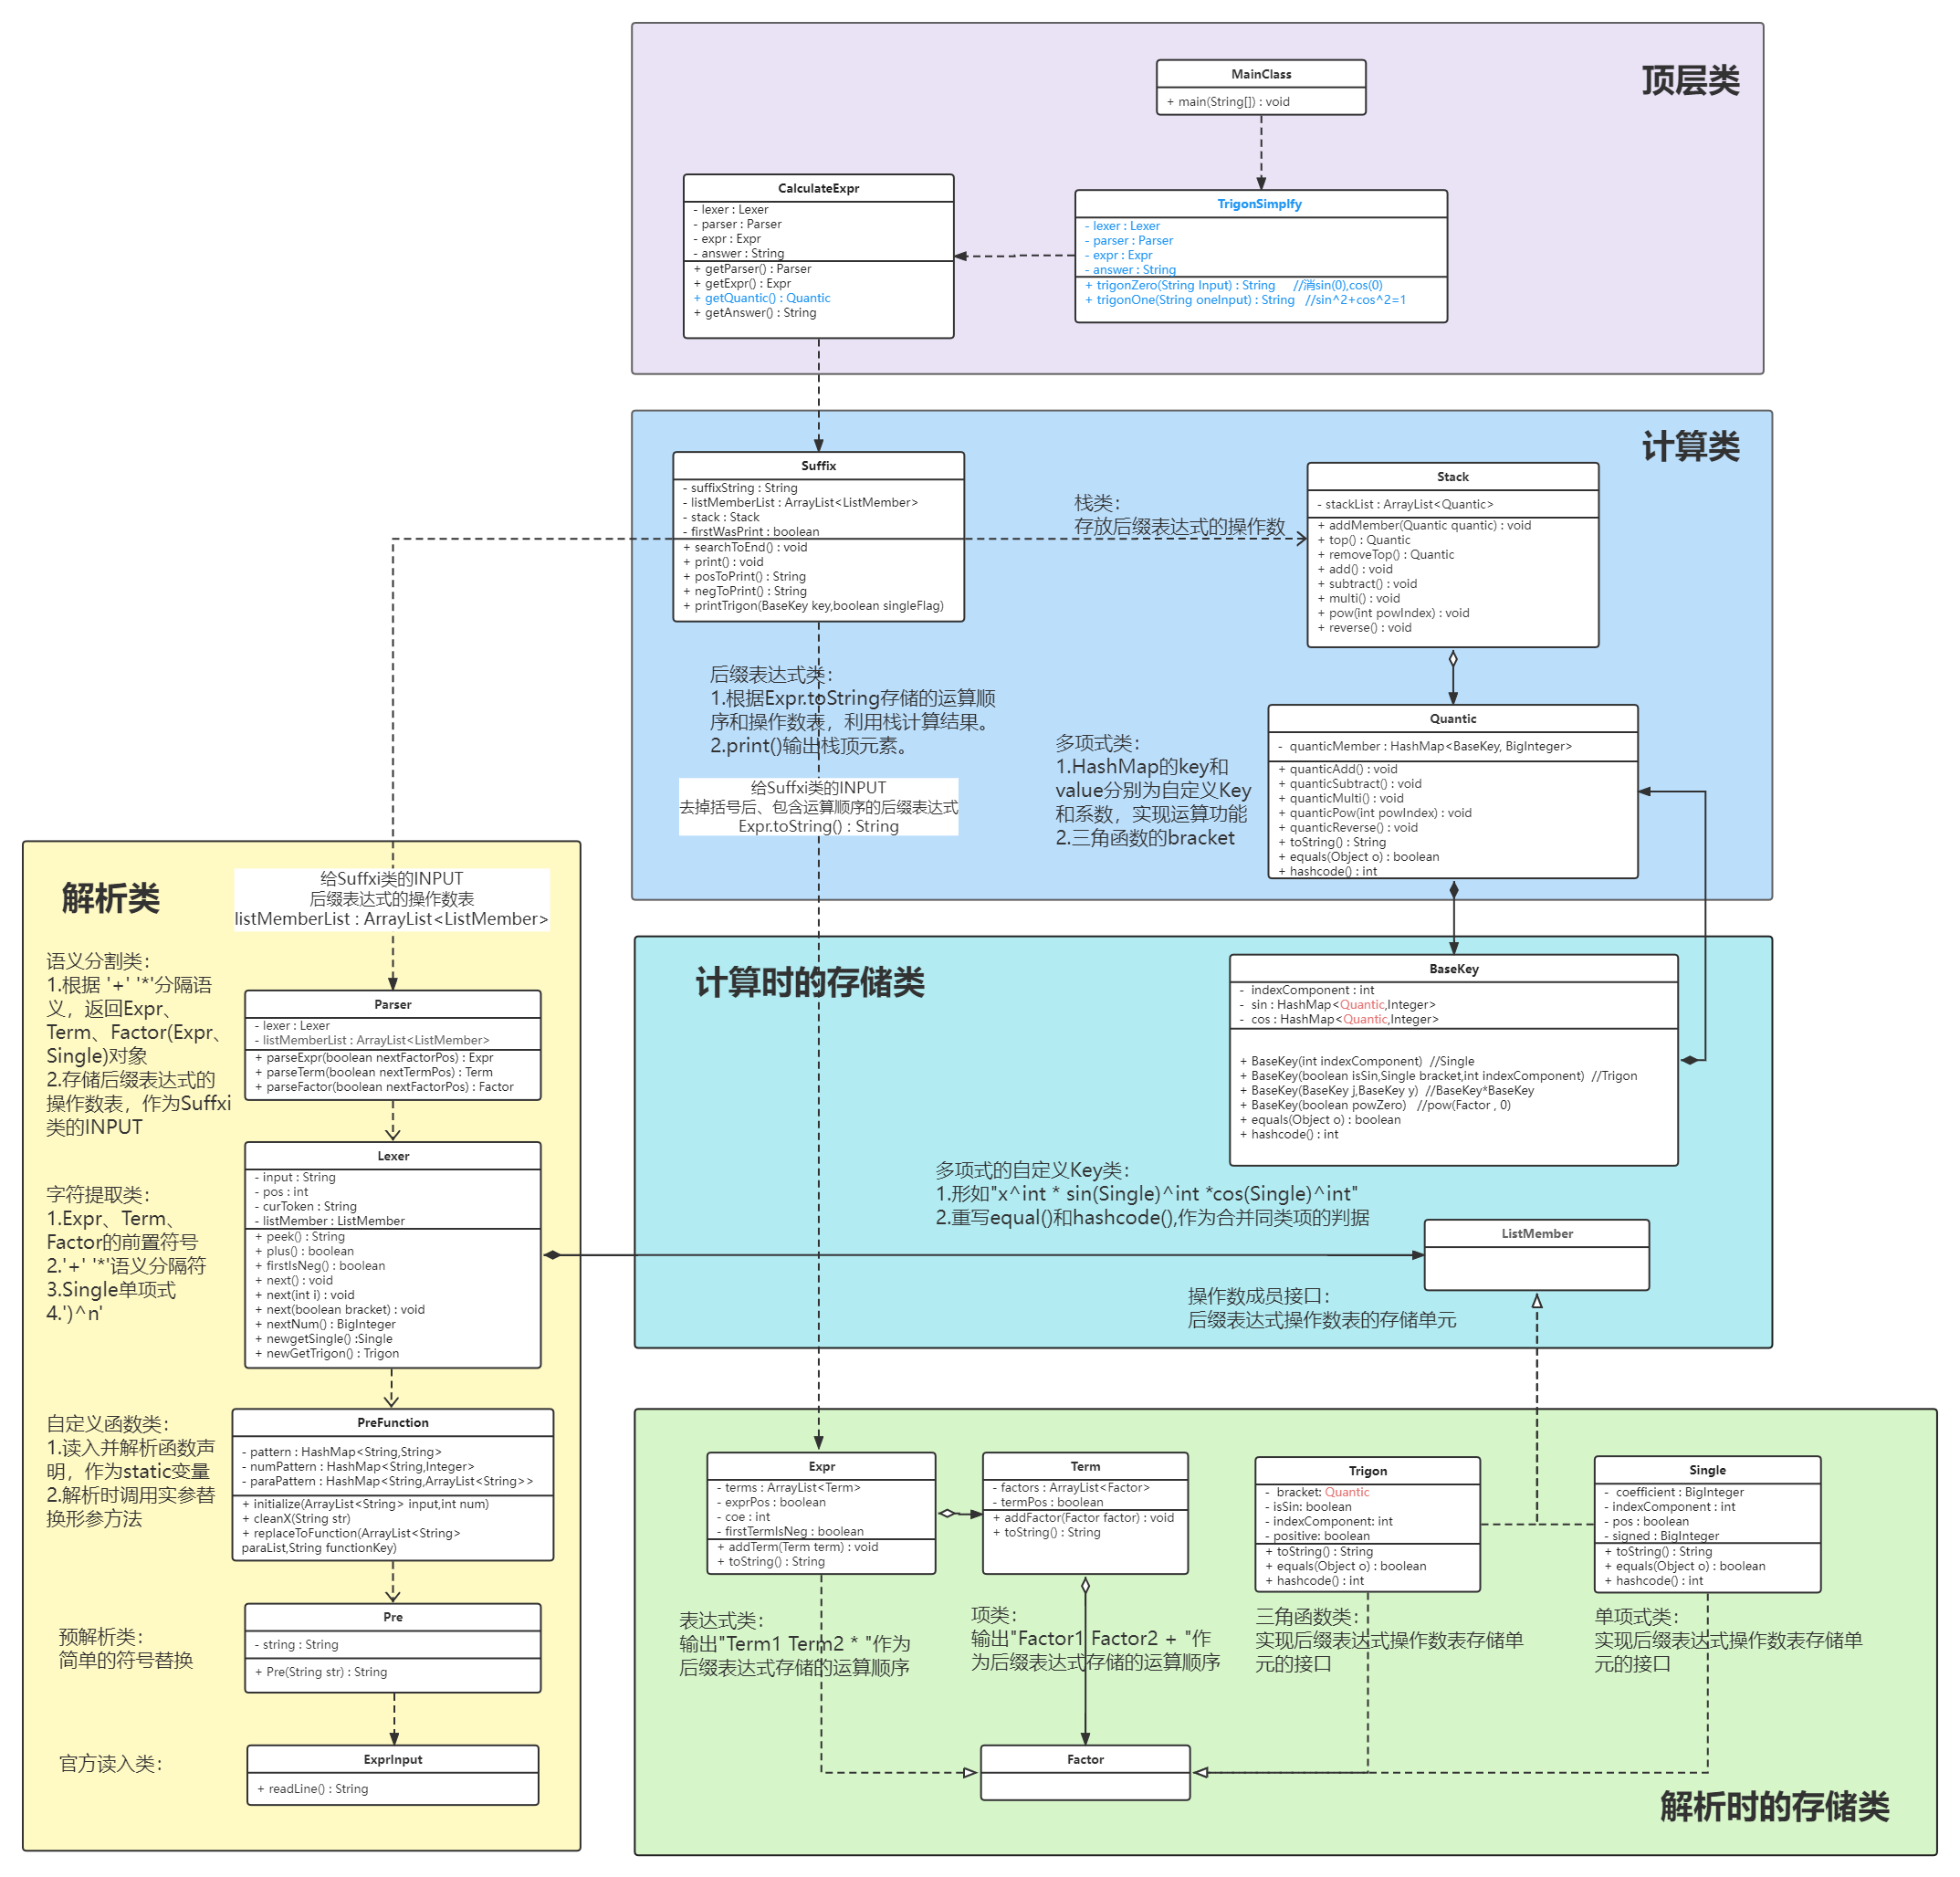 顶层类
MainClass
+ main(String[]) : void
CalculateExpr
- lexer : Lexer
- parser : Parser
- expr : Expr
- answer : String
+ getParser() : Parser
+ getExpr() : Expr
+ getQuantic() : Quantic
+ getAnswer() : String
TrigonSimplfy
- lexer : Lexer
- parser : Parser
- expr : Expr
- answer : String
+ trigonZero(String Input) : String //消sin(0),cos(0)
+ trigonOne(String oneInput) : String //sin^2+cos^2=1
计算类
Suffix
- suffixString : String
- listMemberList : ArrayList<ListMember>
- stack : Stack
- firstWasPrint : boolean
+ searchToEnd() : void
+ print() : void
+ posToPrint() : String
+ negToPrint() : String
+ printTrigon(BaseKey key,boolean singleFlag)
栈类：
存放后缀表达式的操作数
Stack
- stackList : ArrayList<Quantic>
+ addMember(Quantic quantic) : void
+ top() : Quantic
+ removeTop() : Quantic
+ add() : void
+ subtract() : void
+ multi() : void
+ pow(int powIndex) : void
+ reverse() : void
后缀表达式类：
1.根据Expr.toString存储的运算顺
序和操作数表，利用栈计算结果。
2.print()输出栈顶元素。
给Suffxi类的INPUT
去掉括号后、包含运算顺序的后缀表达式
Expr.toString() : String
多项式类：
1.HashMap的key和
value分别为自定义Key
和系数，实现运算功能
2.三角函数的bracket
Quantic
- quanticMember : HashMap<BaseKey, BigInteger>
+ quanticAdd() : void
+ quanticSubtract() : void
+ quanticMulti() : void
+ quanticPow(int powIndex) : void
+ quanticReverse() : void
+ toString() : String
+ equals(Object o) : boolean
+ hashcode() : int
解析类
给Suffxi类的INPUT
后缀表达式的操作数表
listMemberList : ArrayList<ListMember>
语义分割类：
1.根据 '+' '*'分隔语
义，返回Expr、
Term、Factor(Expr、
Single)对象
2.存储后缀表达式的
操作数表，作为Suffxi
类的INPUT
Parser
- lexer : Lexer
- listMemberList : ArrayList<ListMember>
+ parseExpr(boolean nextFactorPos) : Expr
+ parseTerm(boolean nextTermPos) : Term
+ parseFactor(boolean nextFactorPos) : Factor
字符提取类：
1.Expr、Term、
Factor的前置符号
2.'+' '*'语义分隔符
3.Single单项式
4.')^n'
Lexer
- input : String
- pos : int
- curToken : String
- listMember : ListMember
+ peek() : String
+ plus() : boolean
+ firstIsNeg() : boolean
+ next() : void
+ next(int i) : void
+ next(boolean bracket) : void
+ nextNum() : BigInteger
+ newgetSingle() :Single
+ newGetTrigon() : Trigon
自定义函数类：
1.读入并解析函数声
明，作为static变量
2.解析时调用实参替
换形参方法
PreFunction
- pattern : HashMap<String,String>
- numPattern : HashMap<String,Integer>
- paraPattern : HashMap<String,ArrayList<String>>
+ initialize(ArrayList<String> input,int num)
+ cleanX(String str)
+ replaceToFunction(ArrayList<String>
paraList,String functionKey)
预解析类：
简单的符号替换
Pre
- string : String
+ Pre(String str) : String
官方读入类：
ExprInput
+ readLine() : String
计算时的存储类
BaseKey
- indexComponent : int
- sin : HashMap<Quantic,Integer>
- cos : HashMap<Quantic,Integer>
+ BaseKey(int indexComponent) //Single
+ BaseKey(boolean isSin,Single bracket,int indexComponent) //Trigon
+ BaseKey(BaseKey j,BaseKey y) //BaseKey*BaseKey
+ BaseKey(boolean powZero) //pow(Factor , 0)
+ equals(Object o) : boolean
+ hashcode() : int
多项式的自定义Key类：
1.形如"x^int * sin(Single)^int *cos(Single)^int"
2.重写equal()和hashcode(),作为合并同类项的判据
ListMember
操作数成员接口：
后缀表达式操作数表的存储单元
Expr
- terms : ArrayList<Term>
- exprPos : boolean
- coe : int
- firstTermIsNeg : boolean
+ addTerm(Term term) : void
+ toString() : String
Term
- factors : ArrayList<Factor>
- termPos : boolean
+ addFactor(Factor factor) : void
+ toString() : String
Trigon
- bracket: Quantic
- isSin: boolean
- indexComponent: int
- positive: boolean
+ toString() : String
+ equals(Object o) : boolean
+ hashcode() : int
Single
- coefficient : BigInteger
- indexComponent : int
- pos : boolean
- signed : BigInteger
+ toString() : String
+ equals(Object o) : boolean
+ hashcode() : int
表达式类：
输出"Term1 Term2 * "作为
后缀表达式存储的运算顺序
项类：
输出"Factor1 Factor2 + "作
为后缀表达式存储的运算顺序
三角函数类：
实现后缀表达式操作数表存储单
元的接口
单项式类：
实现后缀表达式操作数表存储单
元的接口
Factor
解析时的存储类